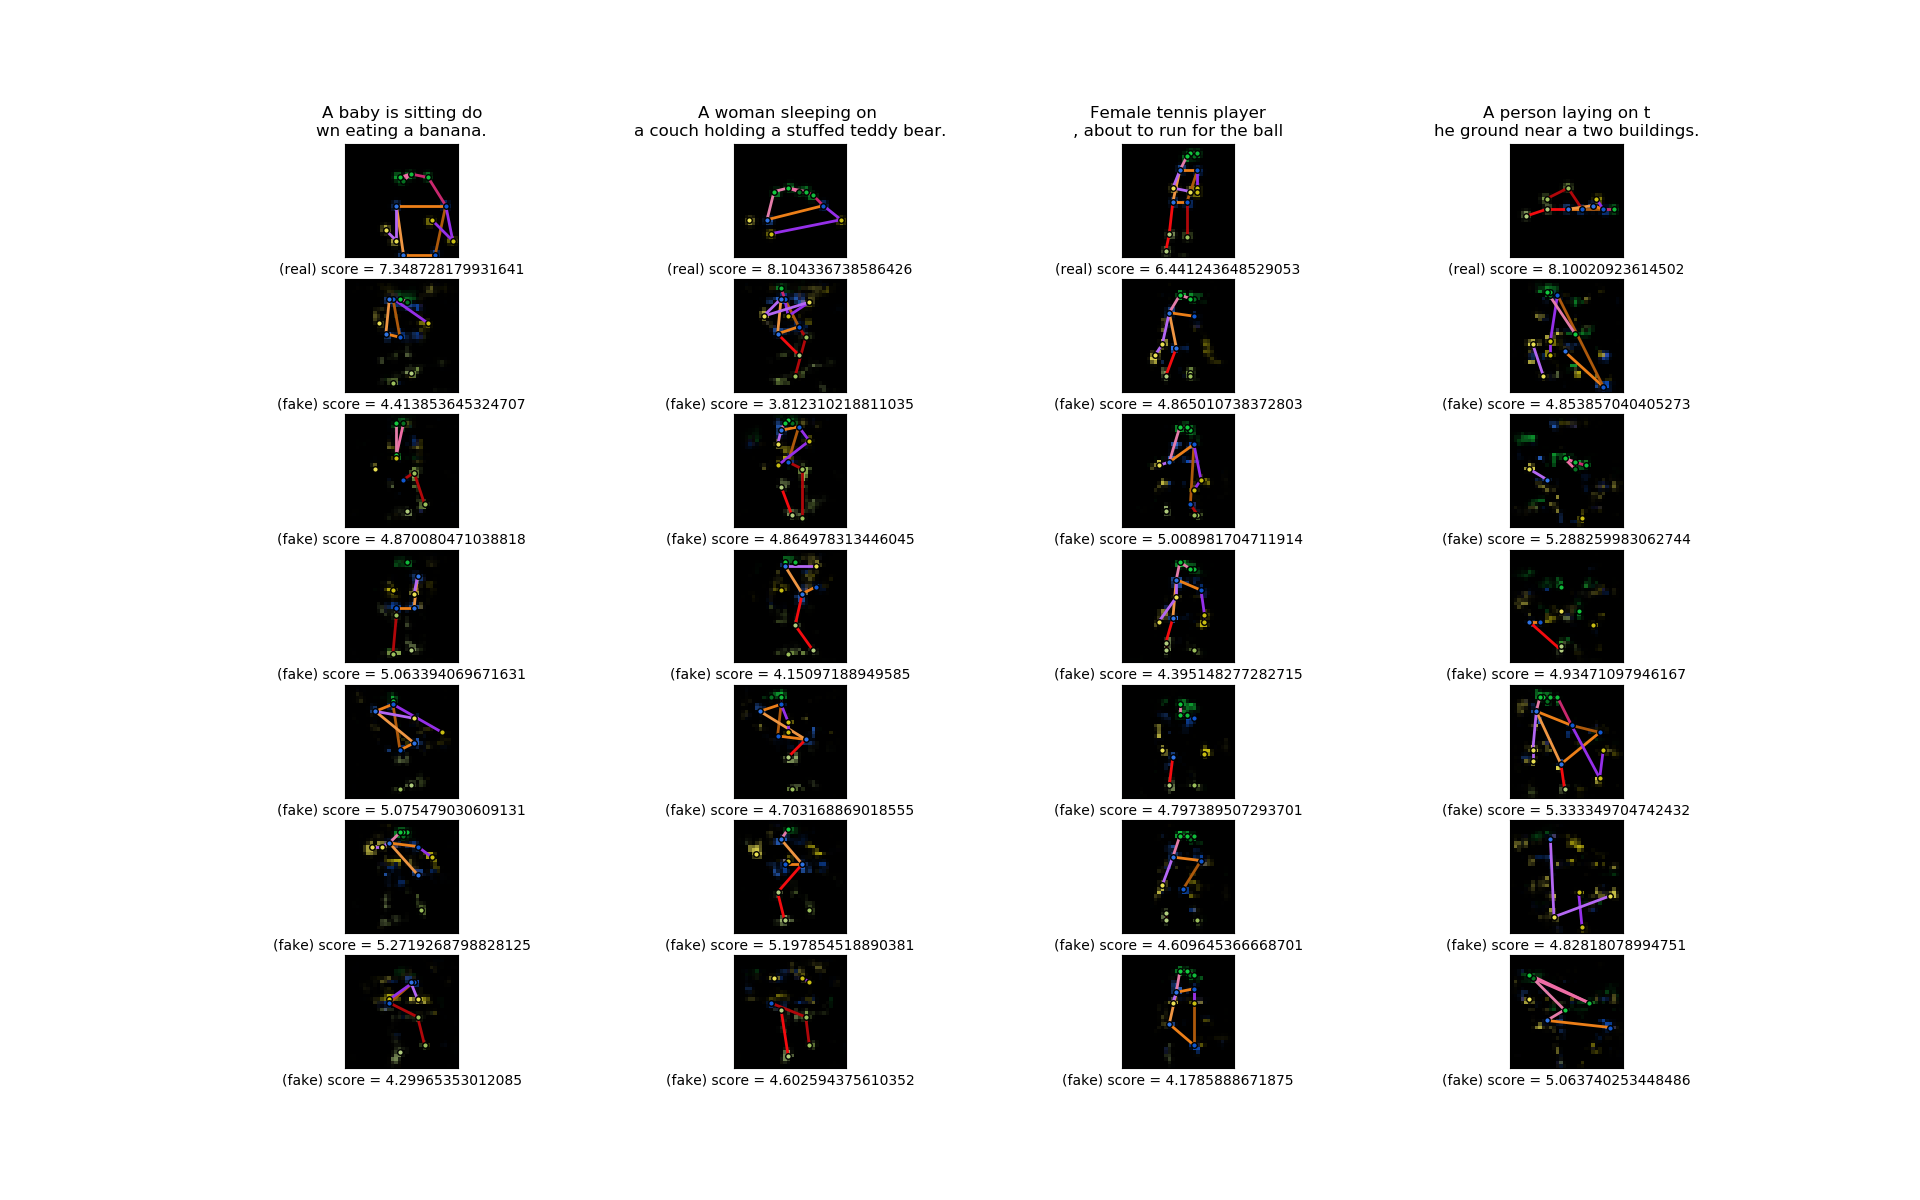 A baby is sitting do
wn eating a banana.
A woman sleeping on
a couch holding a stuffed teddy bear.
Female tennis player
, about to run for the ball
A person laying on t
he ground near a two buildings.
(real) score = 7.348728179931641
(real) score = 8.104336738586426
(real) score = 6.441243648529053
(real) score = 8.10020923614502
(fake) score = 4.413853645324707
(fake) score = 3.812310218811035
(fake) score = 4.865010738372803
(fake) score = 4.853857040405273
(fake) score = 4.870080471038818
(fake) score = 4.864978313446045
(fake) score = 5.008981704711914
(fake) score = 5.288259983062744
(fake) score = 5.063394069671631
(fake) score = 4.15097188949585
(fake) score = 4.395148277282715
(fake) score = 4.93471097946167
(fake) score = 5.075479030609131
(fake) score = 4.703168869018555
(fake) score = 4.797389507293701
(fake) score = 5.333349704742432
(fake) score = 5.2719268798828125
(fake) score = 5.197854518890381
(fake) score = 4.609645366668701
(fake) score = 4.82818078994751
(fake) score = 4.29965353012085
(fake) score = 4.602594375610352
(fake) score = 4.1785888671875
(fake) score = 5.063740253448486